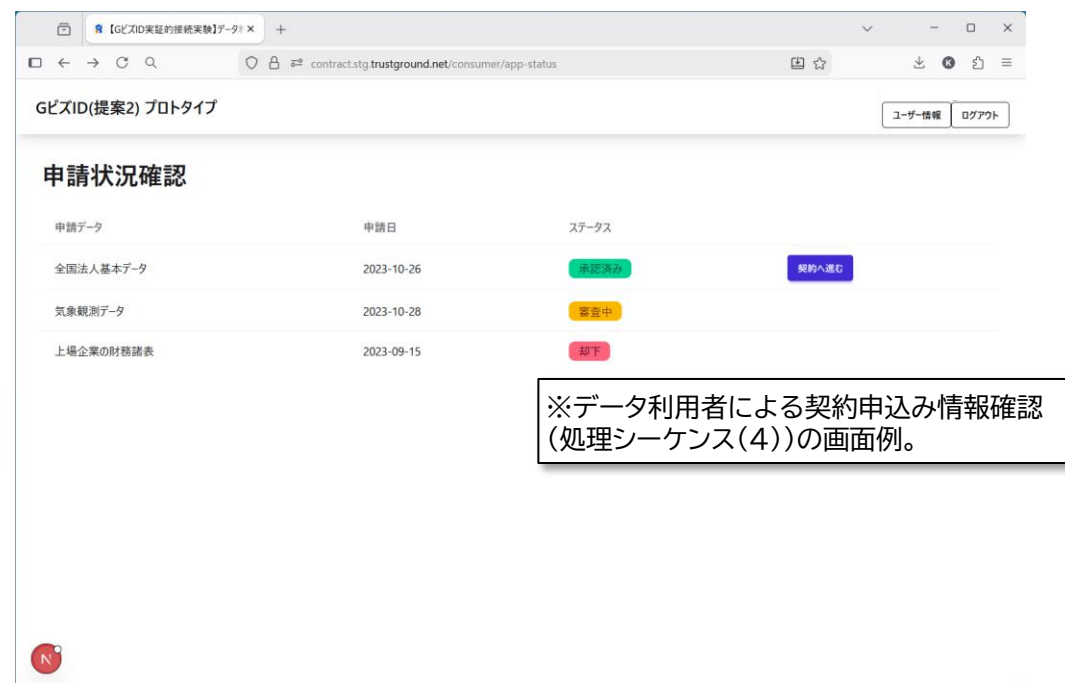 【GビズID実証的接続実験】データ
contract.stg.trustground.net/consumer/app-status
K
GビズID(提案2) プロトタイプ
ユーザー情報
ログアウト
申請状況確認
申請データ 申請日 ステータス
全国法人基本データ 2023-10-26 承認済み 契約へ進む
気象観測データ 2023-10-28 審査中
上場企業の財務諸表 2023-09-15 却下
※データ利用者による契約申込み情報確認
(処理シーケンス(4))の画面例。
N